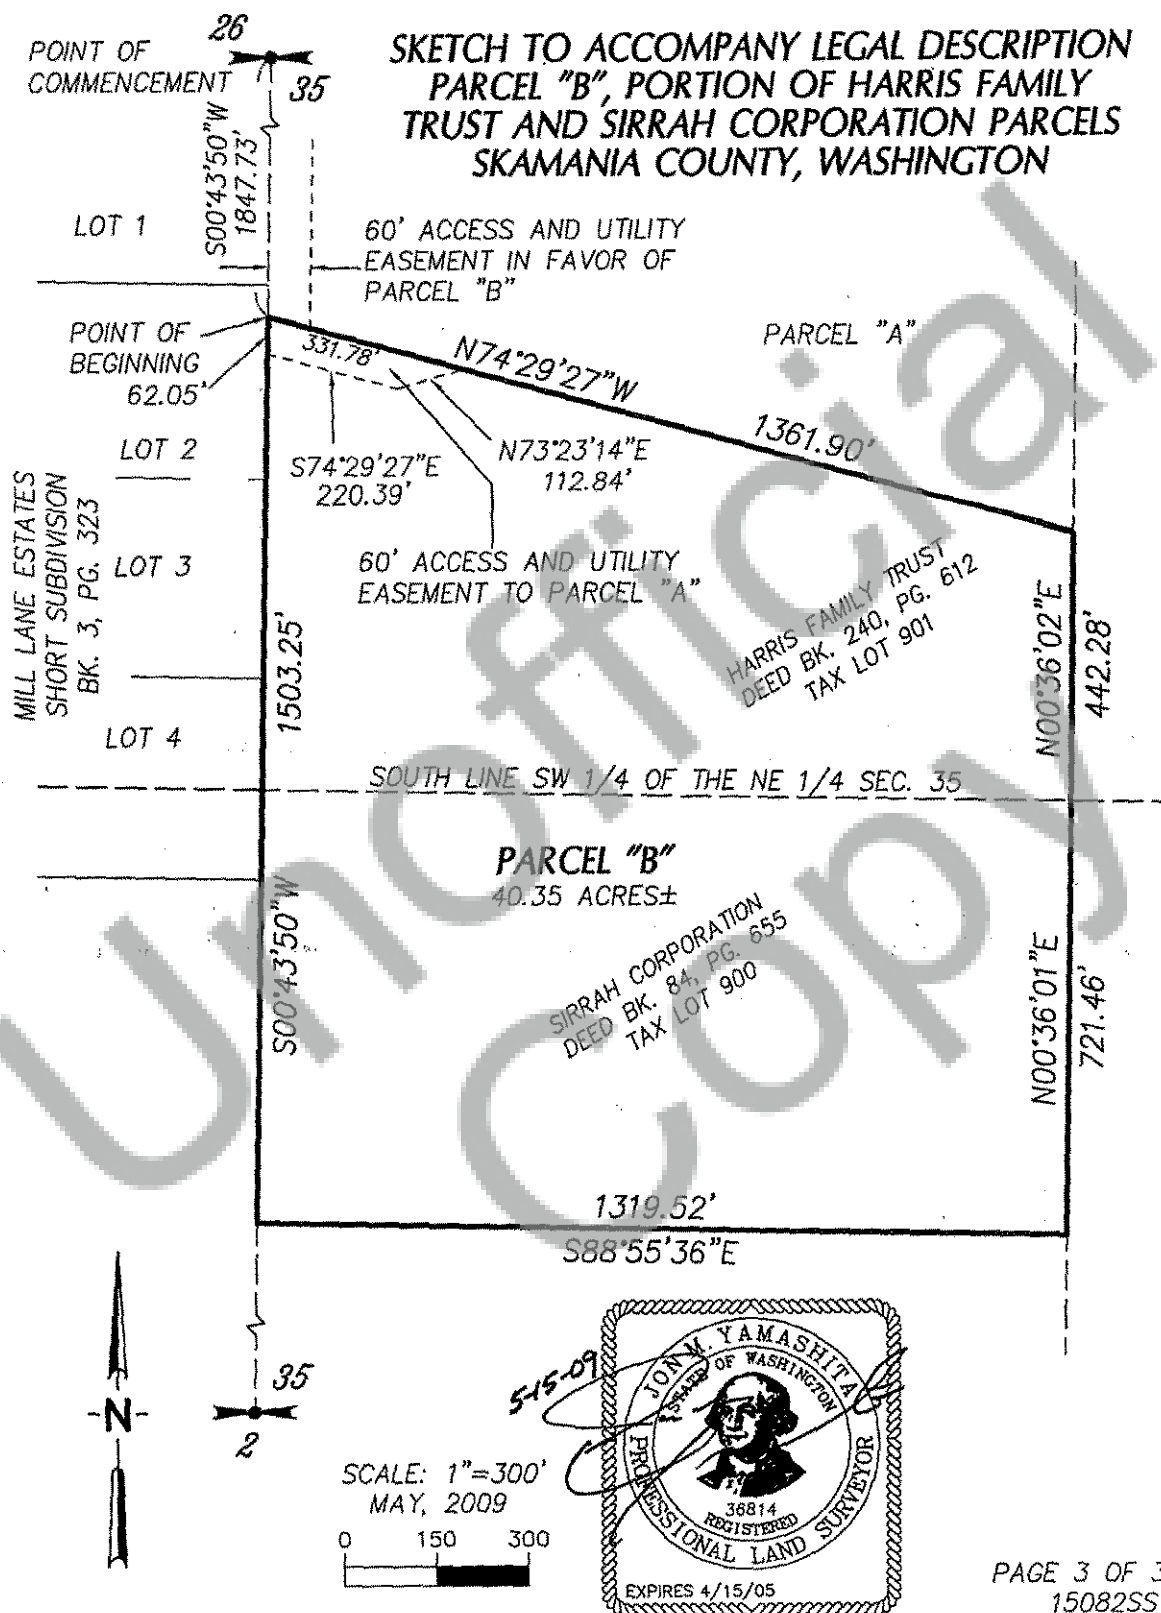 26
POINT OF
COMMENCEMENT
35
SKETCH TO ACCOMPANY LEGAL DESCRIPTION
PARCEL "B", PORTION OF HARRIS FAMILY
TRUST AND SIRRAH CORPORATION PARCELS
SKAMANIA COUNTY, WASHINGTON
S00°43'50"W
1847.73'
LOT 1
60' ACCESS AND UTILITY
EASEMENT IN FAVOR OF
PARCEL "B"
POINT OF
BEGINNING
62.05'
331.78'
N74°29'27"W
PARCEL "A"
1361.90'
LOT 2
S74°29'27"E
220.39'
N73°23'14"E
112.84'
MILL LANE ESTATES
SHORT SUBDIVISION
BK. 3, PG. 323
LOT 3
60' ACCESS AND UTILITY
EASEMENT TO PARCEL "A"
HARRIS FAMILY TRUST
DEED BK. 240, PG. 612
TAX LOT 901
N00°36'02"E
442.28'
1503.25'
LOT 4
SOUTH LINE SW 1/4 OF THE NE 1/4 SEC. 35
PARCEL "B"
40.35 ACRES±
S00°43'50"W
SIRRAH CORPORATION
DEED BK. 84, PG. 655
TAX LOT 900
N00°36'01"E
721.46'
1319.52'
S88°55'36"E
Unofficial
Copy
N
35
2
SCALE: 1"=300'
MAY, 2009
0 150 300
5-15-09
JON M. YAMASHITA
STATE OF WASHINGTON
36814
REGISTERED
PROFESSIONAL LAND SURVEYOR
EXPIRES 4/15/05
PAGE 3 OF 3
15082SS